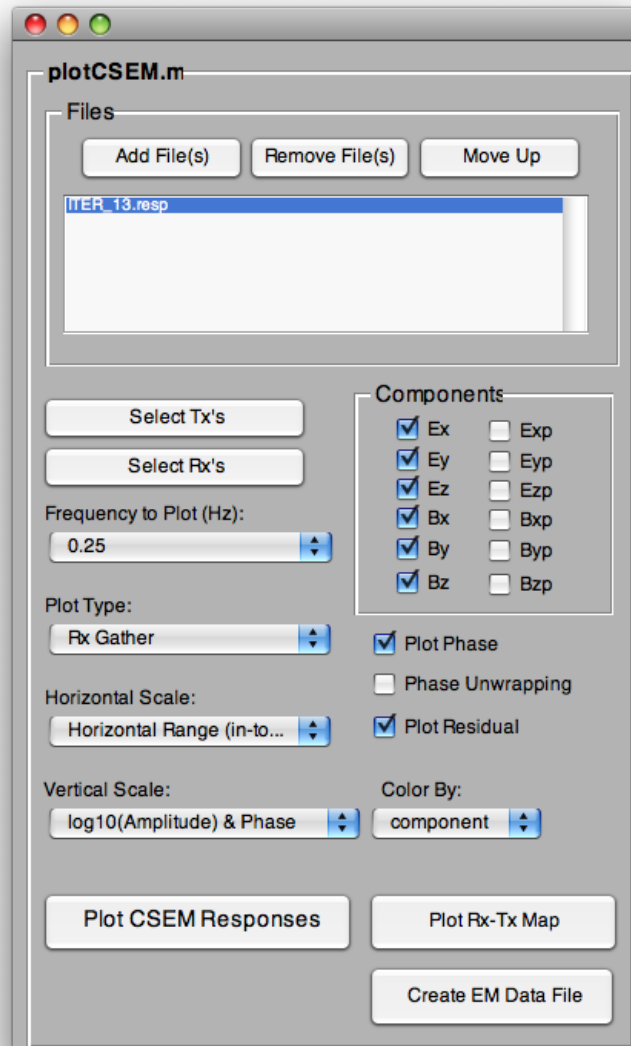 plotCSEM.m
Files
Add File(s) Remove File(s) Move Up
ITER_13.resp
Select Tx's
Select Rx's
Frequency to Plot (Hz):
0.25
Plot Type:
Rx Gather
Horizontal Scale:
Horizontal Range (in-to...
Components
Ex Exp
Ey Eyp
Ez Ezp
Bx Bxp
By Byp
Bz Bzp
Plot Phase
Phase Unwrapping
Plot Residual
Vertical Scale:
log10(Amplitude) & Phase
Color By:
component
Plot CSEM Responses
Plot Rx-Tx Map
Create EM Data File